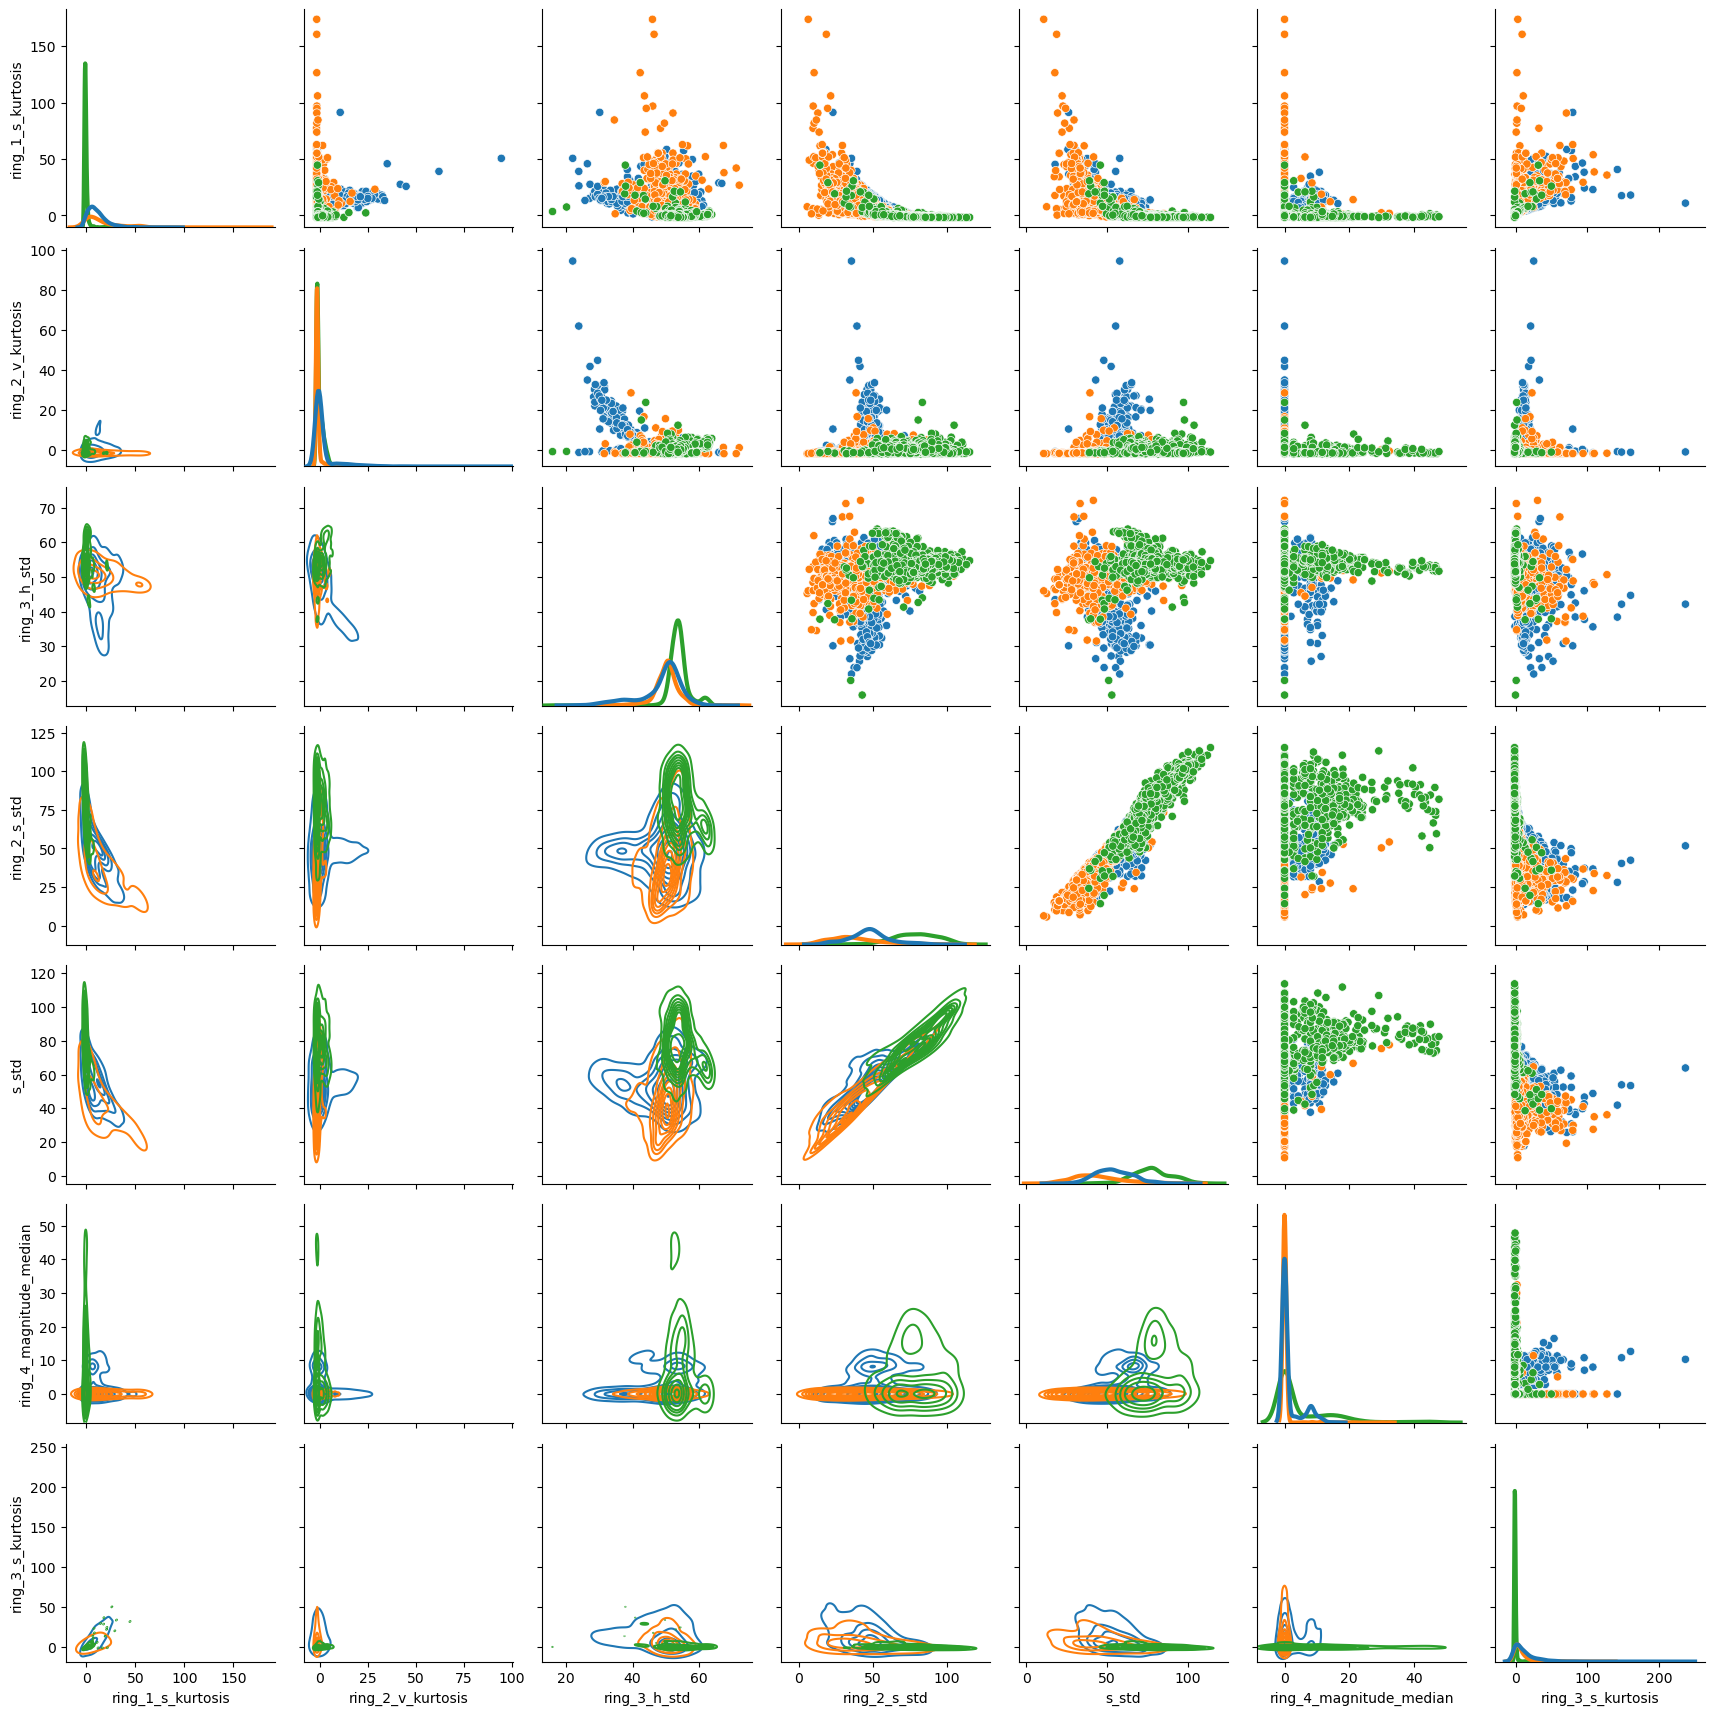 150
100
50
0
ring_1_s_kurtosis
100
80
60
40
20
0
ring_2_v_kurtosis
70
60
50
40
30
20
ring_3_h_std
125
100
75
50
25
0
ring_2_s_std
120
100
80
60
40
20
0
s_std
50
40
30
20
10
0
ring_4_magnitude_median
250
200
150
100
50
0
ring_3_s_kurtosis
0 50 100 150
0 25 50 75 100
20 40 60
0 50 100
0 50 100
0 20 40
0 100 200
ring_1_s_kurtosis
ring_2_v_kurtosis
ring_3_h_std
ring_2_s_std
s_std
ring_4_magnitude_median
ring_3_s_kurtosis